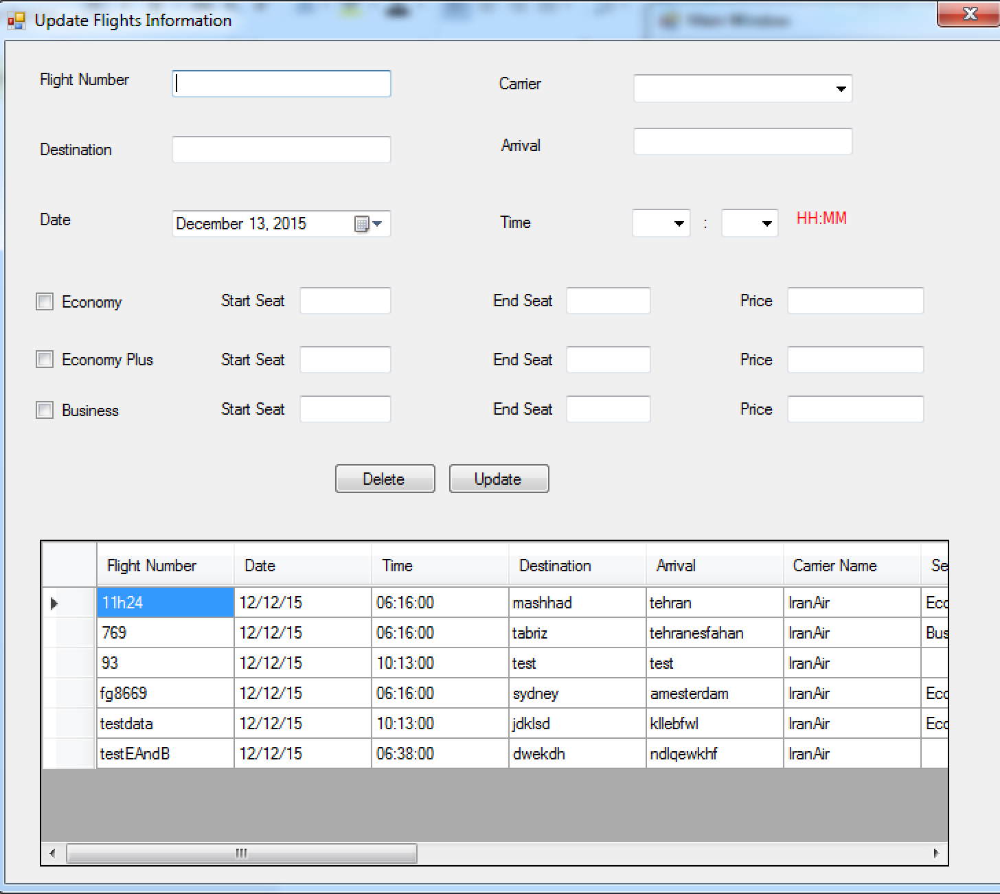 Update Flights Information
Main Window
Flight Number
Carrier
Destination
Arrival
Date December 13, 2015
Time : HH:MM
Economy Start Seat End Seat Price
Economy Plus Start Seat End Seat Price
Business Start Seat End Seat Price
Delete Update
Flight Number Date Time Destination Arrival Carrier Name Se
11h24 12/12/15 06:16:00 mashhad tehran IranAir Eco
769 12/12/15 06:16:00 tabriz tehranesfahan IranAir Bus
93 12/12/15 10:13:00 test test IranAir
fg8669 12/12/15 06:16:00 sydney amesterdam IranAir Eco
testdata 12/12/15 10:13:00 jdklsd kllebfwl IranAir Eco
testEAndB 12/12/15 06:38:00 dwekdh ndlqewkhf IranAir